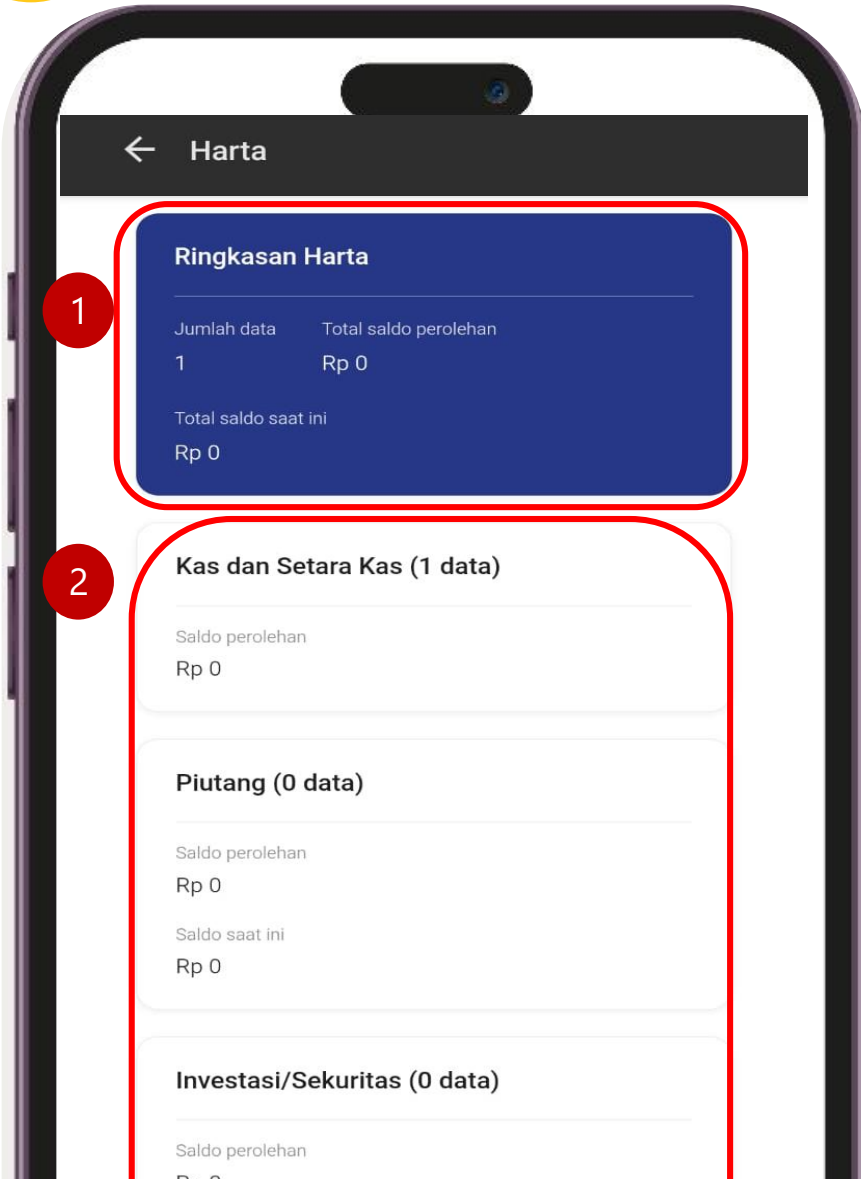 Harta
Ringkasan Harta
1
Jumlah data Total saldo perolehan
1 Rp 0
Total saldo saat ini
Rp 0
2
Kas dan Setara Kas (1 data)
Saldo perolehan
Rp 0
Piutang (0 data)
Saldo perolehan
Rp 0
Saldo saat ini
Rp 0
Investasi/Sekuritas (0 data)
Saldo perolehan